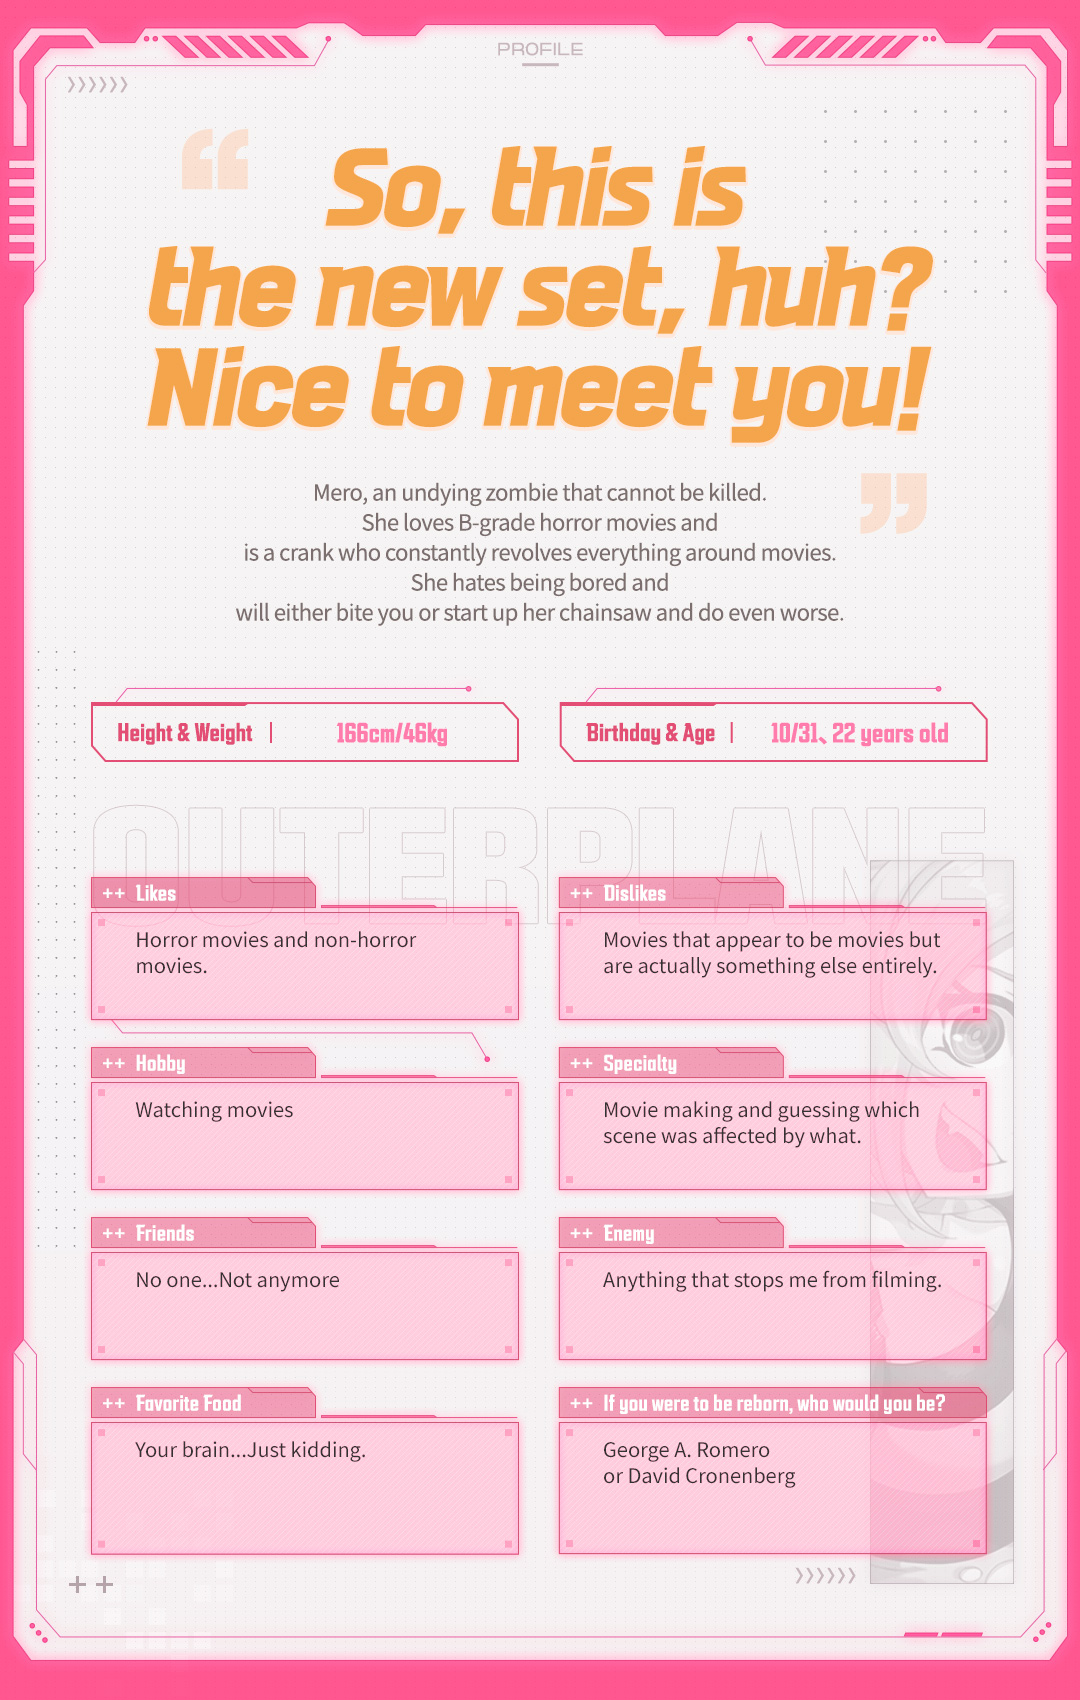 PROFILE
“
So, this is
the new set, huh?
Nice to meet you!
”
Mero, an undying zombie that cannot be killed.
She loves B-grade horror movies and
is a crank who constantly revolves everything around movies.
She hates being bored and
will either bite you or start up her chainsaw and do even worse.
Height & Weight | 166cm/46kg
Birthday & Age | 10/31、22 years old
OUTERPLANE
++ Likes
Horror movies and non-horror
movies.
++ Dislikes
Movies that appear to be movies but
are actually something else entirely.
++ Hobby
Watching movies
++ Specialty
Movie making and guessing which
scene was affected by what.
++ Friends
No one...Not anymore
++ Enemy
Anything that stops me from filming.
++ Favorite Food
Your brain...Just kidding.
++ If you were to be reborn, who would you be?
George A. Romero
or David Cronenberg